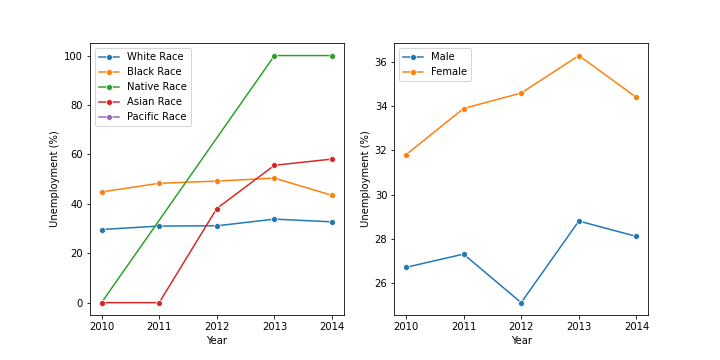 White Race
Black Race
Native Race
Asian Race
Pacific Race
100
80
60
40
20
0
Unemployment (%)
2010 2011 2012 2013 2014
Year
Male
Female
36
34
32
30
28
26
Unemployment (%)
2010 2011 2012 2013 2014
Year